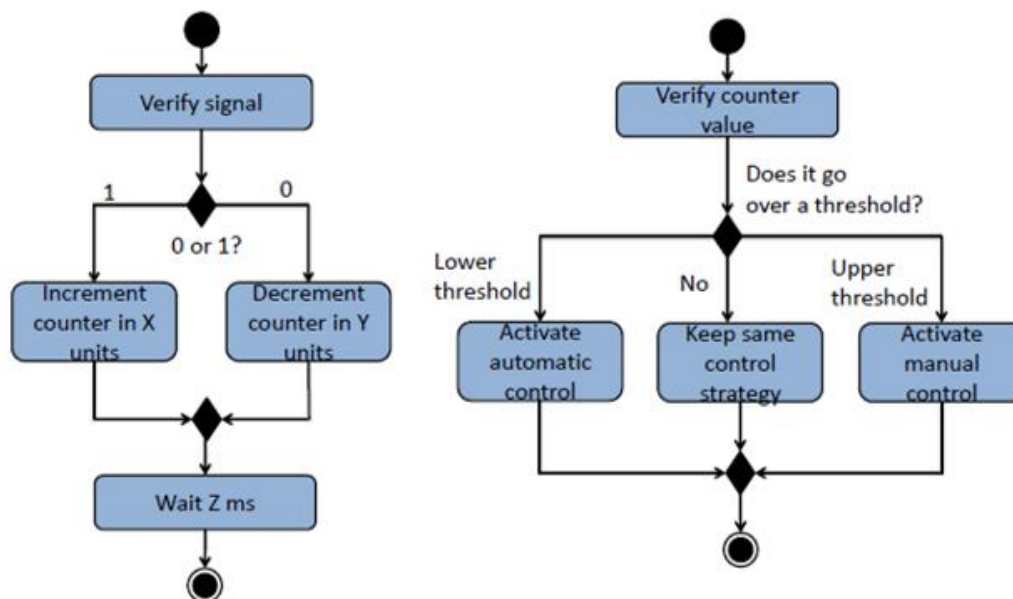 Verify signal
1
0
0 or 1?
Increment
counter in X
units
Decrement
counter in Y
units
Wait Z ms
Verify counter
value
Does it go
over a threshold?
Lower
threshold
No
Upper
threshold
Activate
automatic
control
Keep same
control
strategy
Activate
manual
control